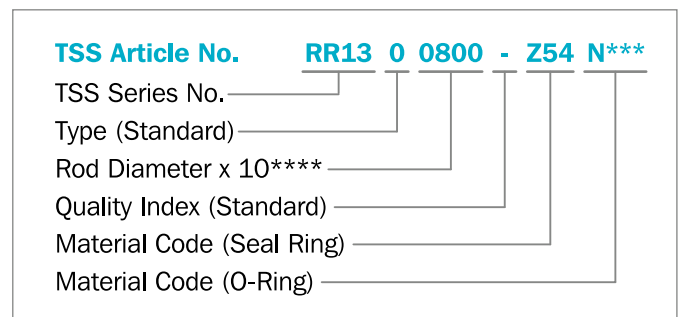 TSS Article No. RR13 0 0800 - Z54 N***
TSS Series No.
Type (Standard)
Rod Diameter x 10****
Quality Index (Standard)
Material Code (Seal Ring)
Material Code (O-Ring)